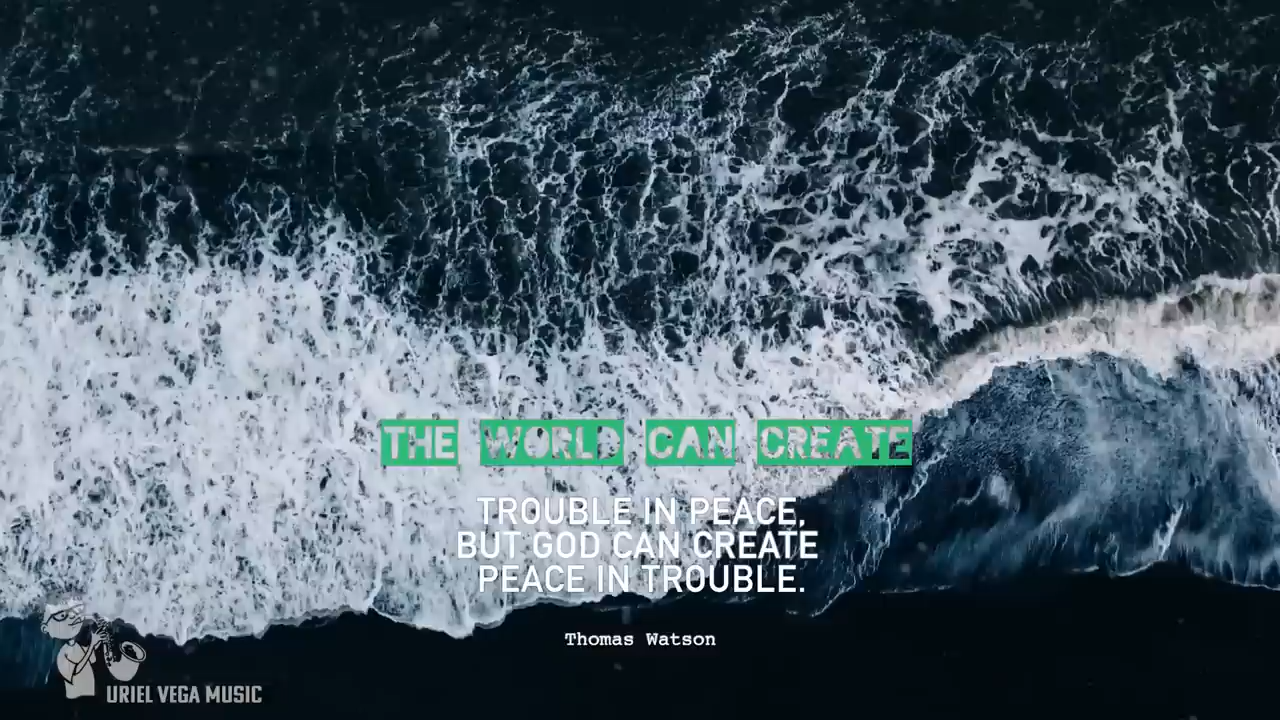 THE WORLD CAN CREATE
TROUBLE IN PEACE,
BUT GOD CAN CREATE
PEACE IN TROUBLE.
Thomas Watson
URIEL VEGA MUSIC